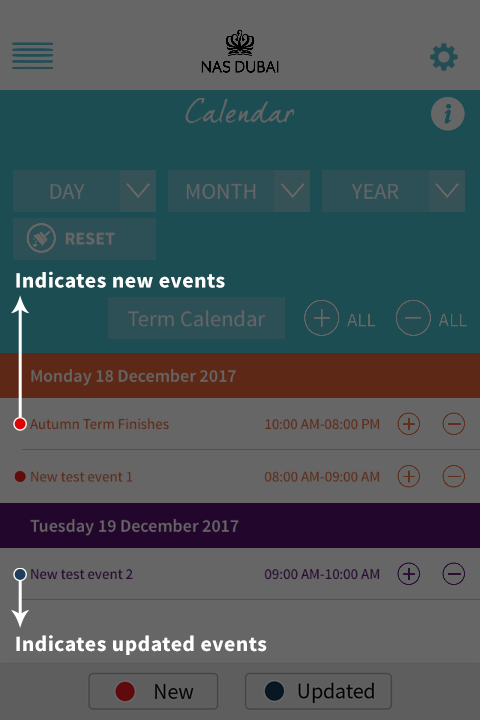 NAS DUBAI
Calendar
i
DAY MONTH YEAR
RESET
Indicates new events
Term Calendar ALL ALL
Monday 18 December 2017
Autumn Term Finishes 10:00 AM-08:00 PM
New test event 1 08:00 AM-09:00 AM
Tuesday 19 December 2017
New test event 2 09:00 AM-10:00 AM
Indicates updated events
New Updated